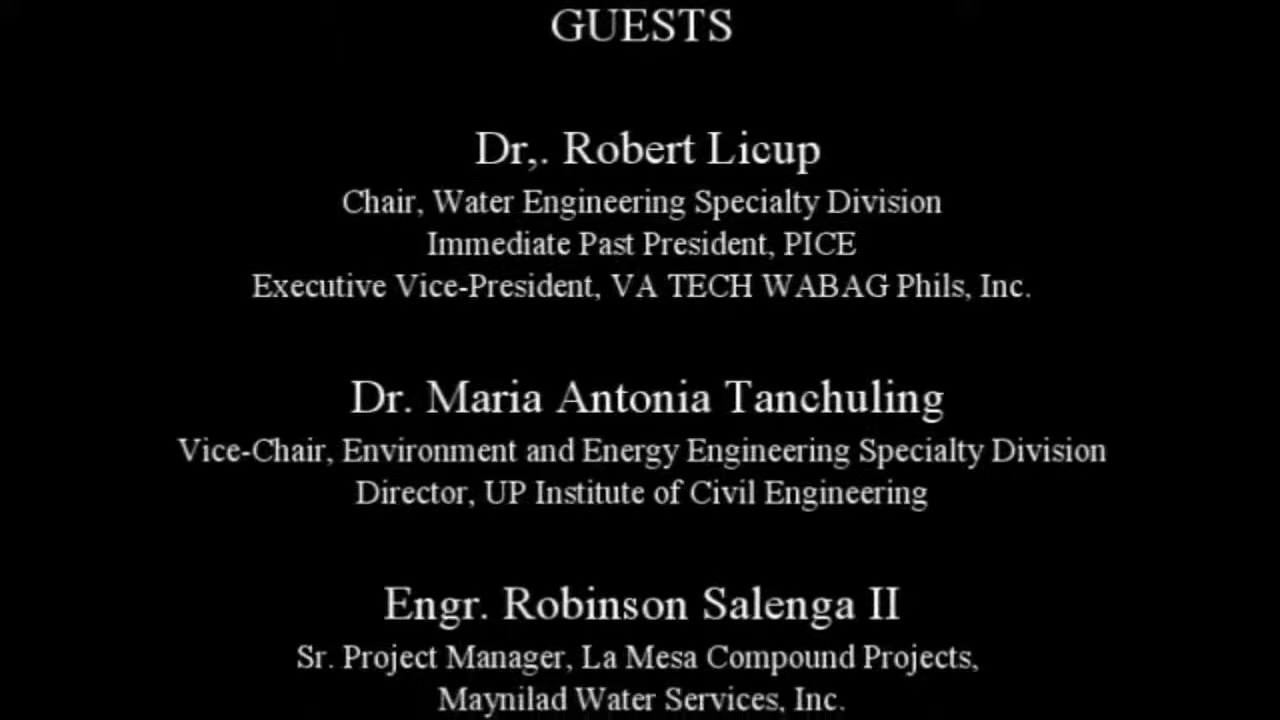 GUESTS
Dr,. Robert Licup
Chair, Water Engineering Specialty Division
Immediate Past President, PICE
Executive Vice-President, VA TECH WABAG Phils, Inc.
Dr. Maria Antonia Tanchuling
Vice-Chair, Environment and Energy Engineering Specialty Division
Director, UP Institute of Civil Engineering
Engr. Robinson Salenga II
Sr. Project Manager, La Mesa Compound Projects,
Maynilad Water Services, Inc.